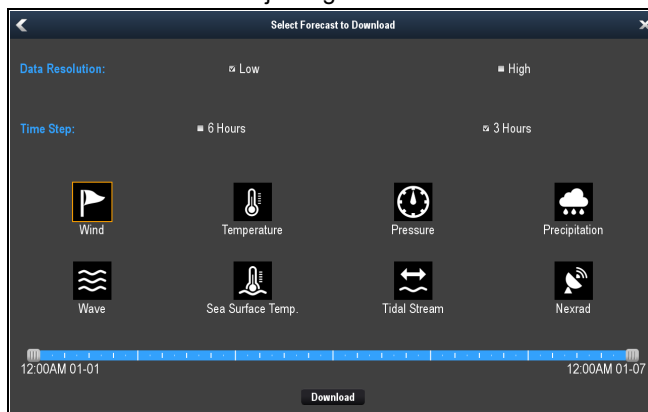 Select Forecast to Download
Data Resolution: Low High
Time Step: 6 Hours 3 Hours
Wind Temperature Pressure Precipitation
Wave Sea Surface Temp. Tidal Stream Nexrad
12:00AM 01-01 12:00AM 01-07
Download